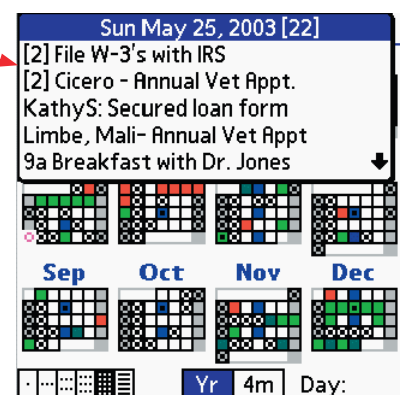 Sun May 25, 2003 [22]
[2] File W-3's with IRS
[2] Cicero - Annual Vet Appt.
KathyS: Secured loan form
Limbe, Mali- Annual Vet Appt
9a Breakfast with Dr. Jones
Sep Oct Nov Dec
Yr 4m Day: